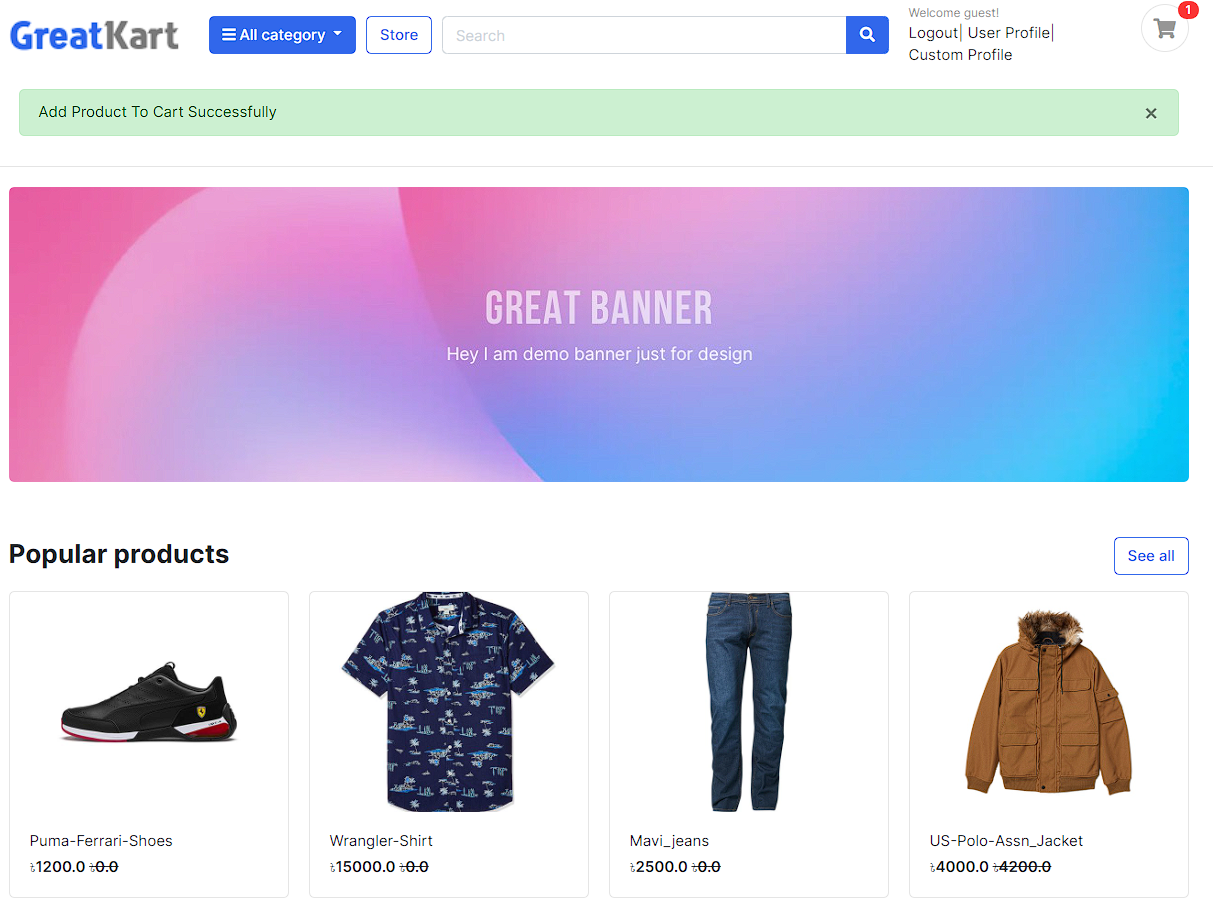 GreatKart
All category
Store
Search
Welcome guest!
Logout| User Profile|
Custom Profile
1
Add Product To Cart Successfully
×
GREAT BANNER
Hey I am demo banner just for design
Popular products
See all
Puma-Ferrari-Shoes
৳1200.0 ৳0.0
Wrangler-Shirt
৳15000.0 ৳0.0
Mavi_jeans
৳2500.0 ৳0.0
US-Polo-Assn_Jacket
৳4000.0 ৳4200.0